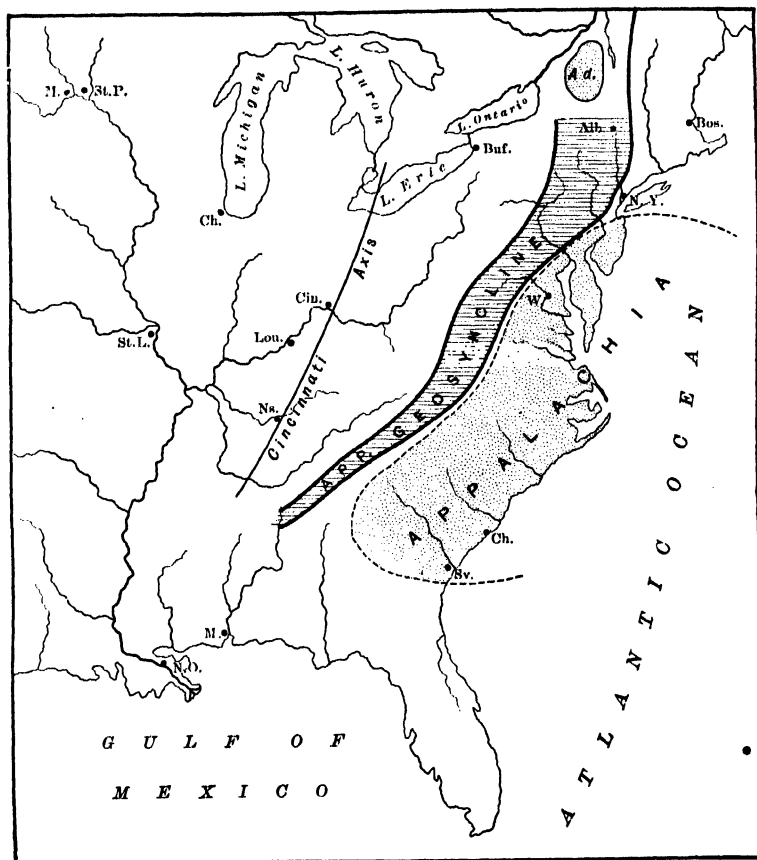 M.
St.P.
L. Michigan
L. Huron
Ad.
L. Ontario
Alb.
Bos.
Buf.
L. Erie
Ch.
N.Y.
Axis
Cin.
W.
St.L.
Lou.
Ns.
Cincinnati
APP. GEOSYNCLINE
APPALACHIA
ATLANTIC OCEAN
Ch.
Sv.
M.
N.O.
GULF OF
MEXICO